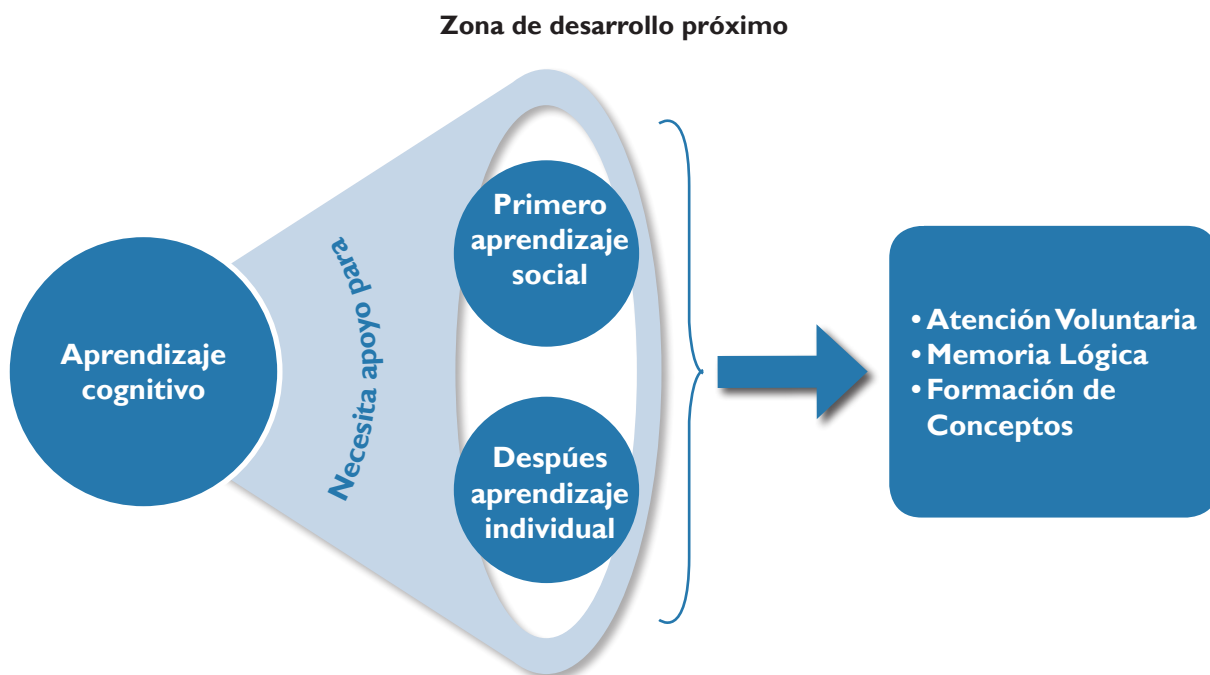 Zona de desarrollo próximo
Aprendizaje
cognitivo
Necesita apoyo para
Primero
aprendizaje
social
Despúes
aprendizaje
individual
• Atención Voluntaria
• Memoria Lógica
• Formación de
Conceptos